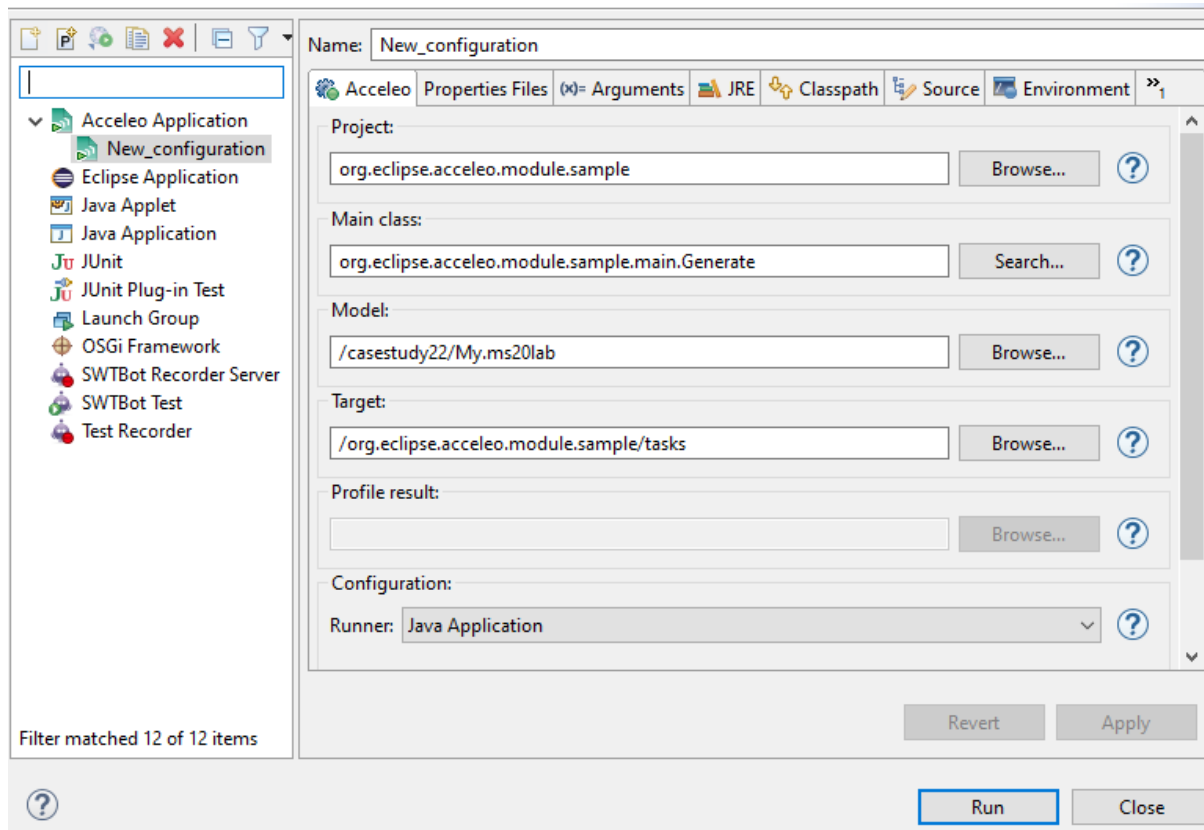 Name: New_configuration
Acceleo Properties Files (x)= Arguments JRE Classpath Source Environment »1
Acceleo Application
New_configuration
Eclipse Application
Java Applet
Java Application
JUnit
JUnit Plug-in Test
Launch Group
OSGi Framework
SWTBot Recorder Server
SWTBot Test
Test Recorder
Filter matched 12 of 12 items
Project:
org.eclipse.acceleo.module.sample Browse...
Main class:
org.eclipse.acceleo.module.sample.main.Generate Search...
Model:
/casestudy22/My.ms20lab Browse...
Target:
/org.eclipse.acceleo.module.sample/tasks Browse...
Profile result:
Browse...
Configuration:
Runner: Java Application
Revert Apply
Run Close